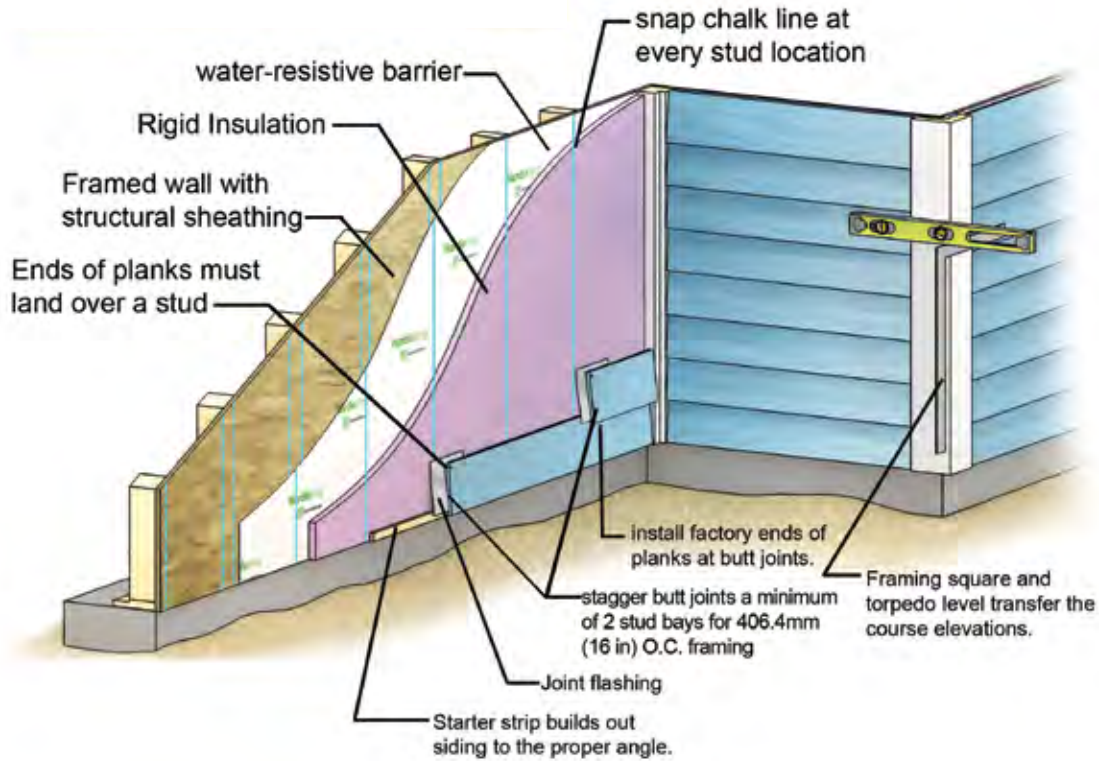 snap chalk line at
every stud location
water-resistive barrier
Rigid Insulation
Framed wall with
structural sheathing
Ends of planks must
land over a stud
install factory ends of
planks at butt joints.
stagger butt joints a minimum
of 2 stud bays for 406.4mm
(16 in) O.C. framing
Framing square and
torpedo level transfer the
course elevations.
Joint flashing
Starter strip builds out
siding to the proper angle.